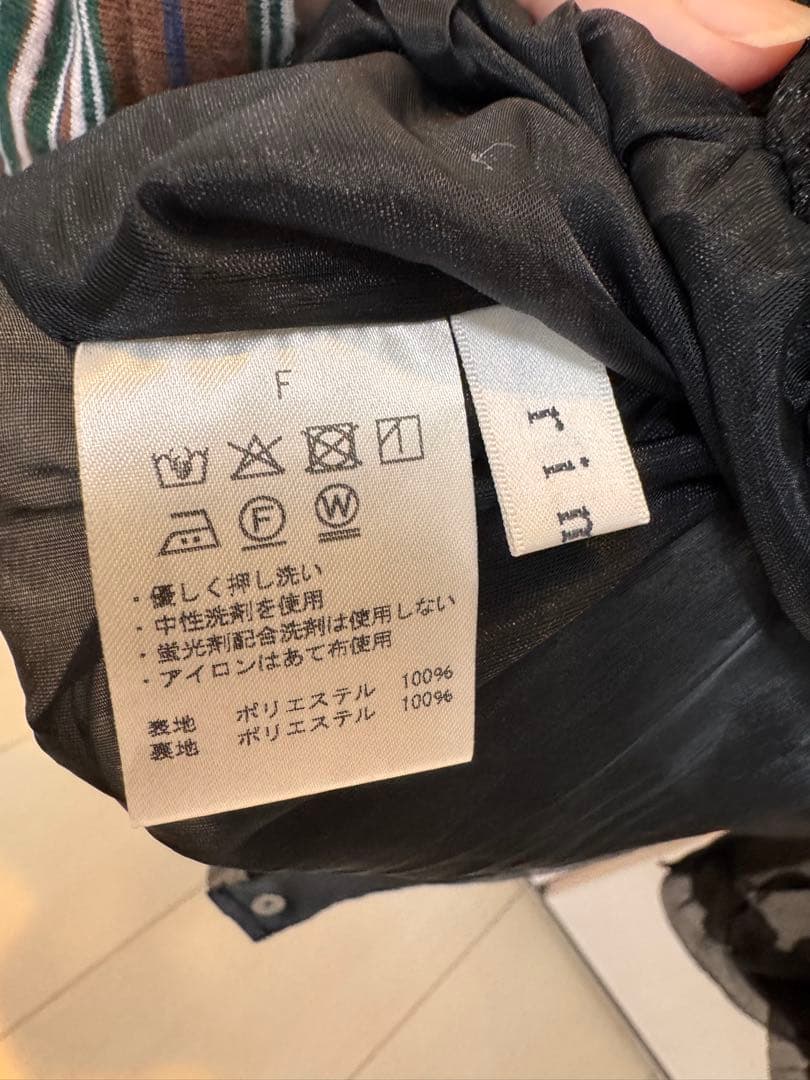 F
F
W
・優しく押し洗い
・中性洗剤を使用
・蛍光剤配合洗剤は使用しない
・アイロンはあて布使用
表地 ポリエステル 100%
裏地 ポリエステル 100%
rin